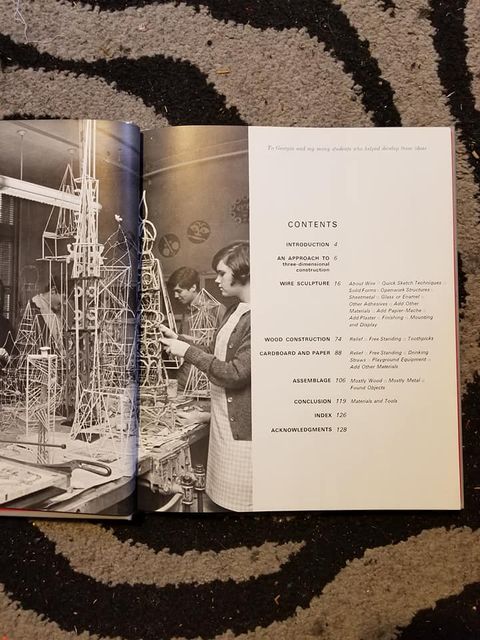 To Georgia and my many students who helped develop these ideas
CONTENTS
INTRODUCTION 4
AN APPROACH TO 6
three-dimensional
construction
WIRE SCULPTURE 16 About Wire :: Quick Sketch Techniques ::
Solid Forms :: Openwork Structures ::
Sheetmetal :: Glass or Enamel ::
Other Adhesives :: Add Other
Materials :: Add Papier-Mache ::
Add Plaster :: Finishing :: Mounting
and Display
WOOD CONSTRUCTION 74 Relief :: Free Standing :: Toothpicks
CARDBOARD AND PAPER 88 Relief :: Free Standing :: Drinking
Straws :: Playground Equipment ::
Add Other Materials
ASSEMBLAGE 106 Mostly Wood :: Mostly Metal ::
Found Objects
CONCLUSION 119 Materials and Tools
INDEX 126
ACKNOWLEDGMENTS 128